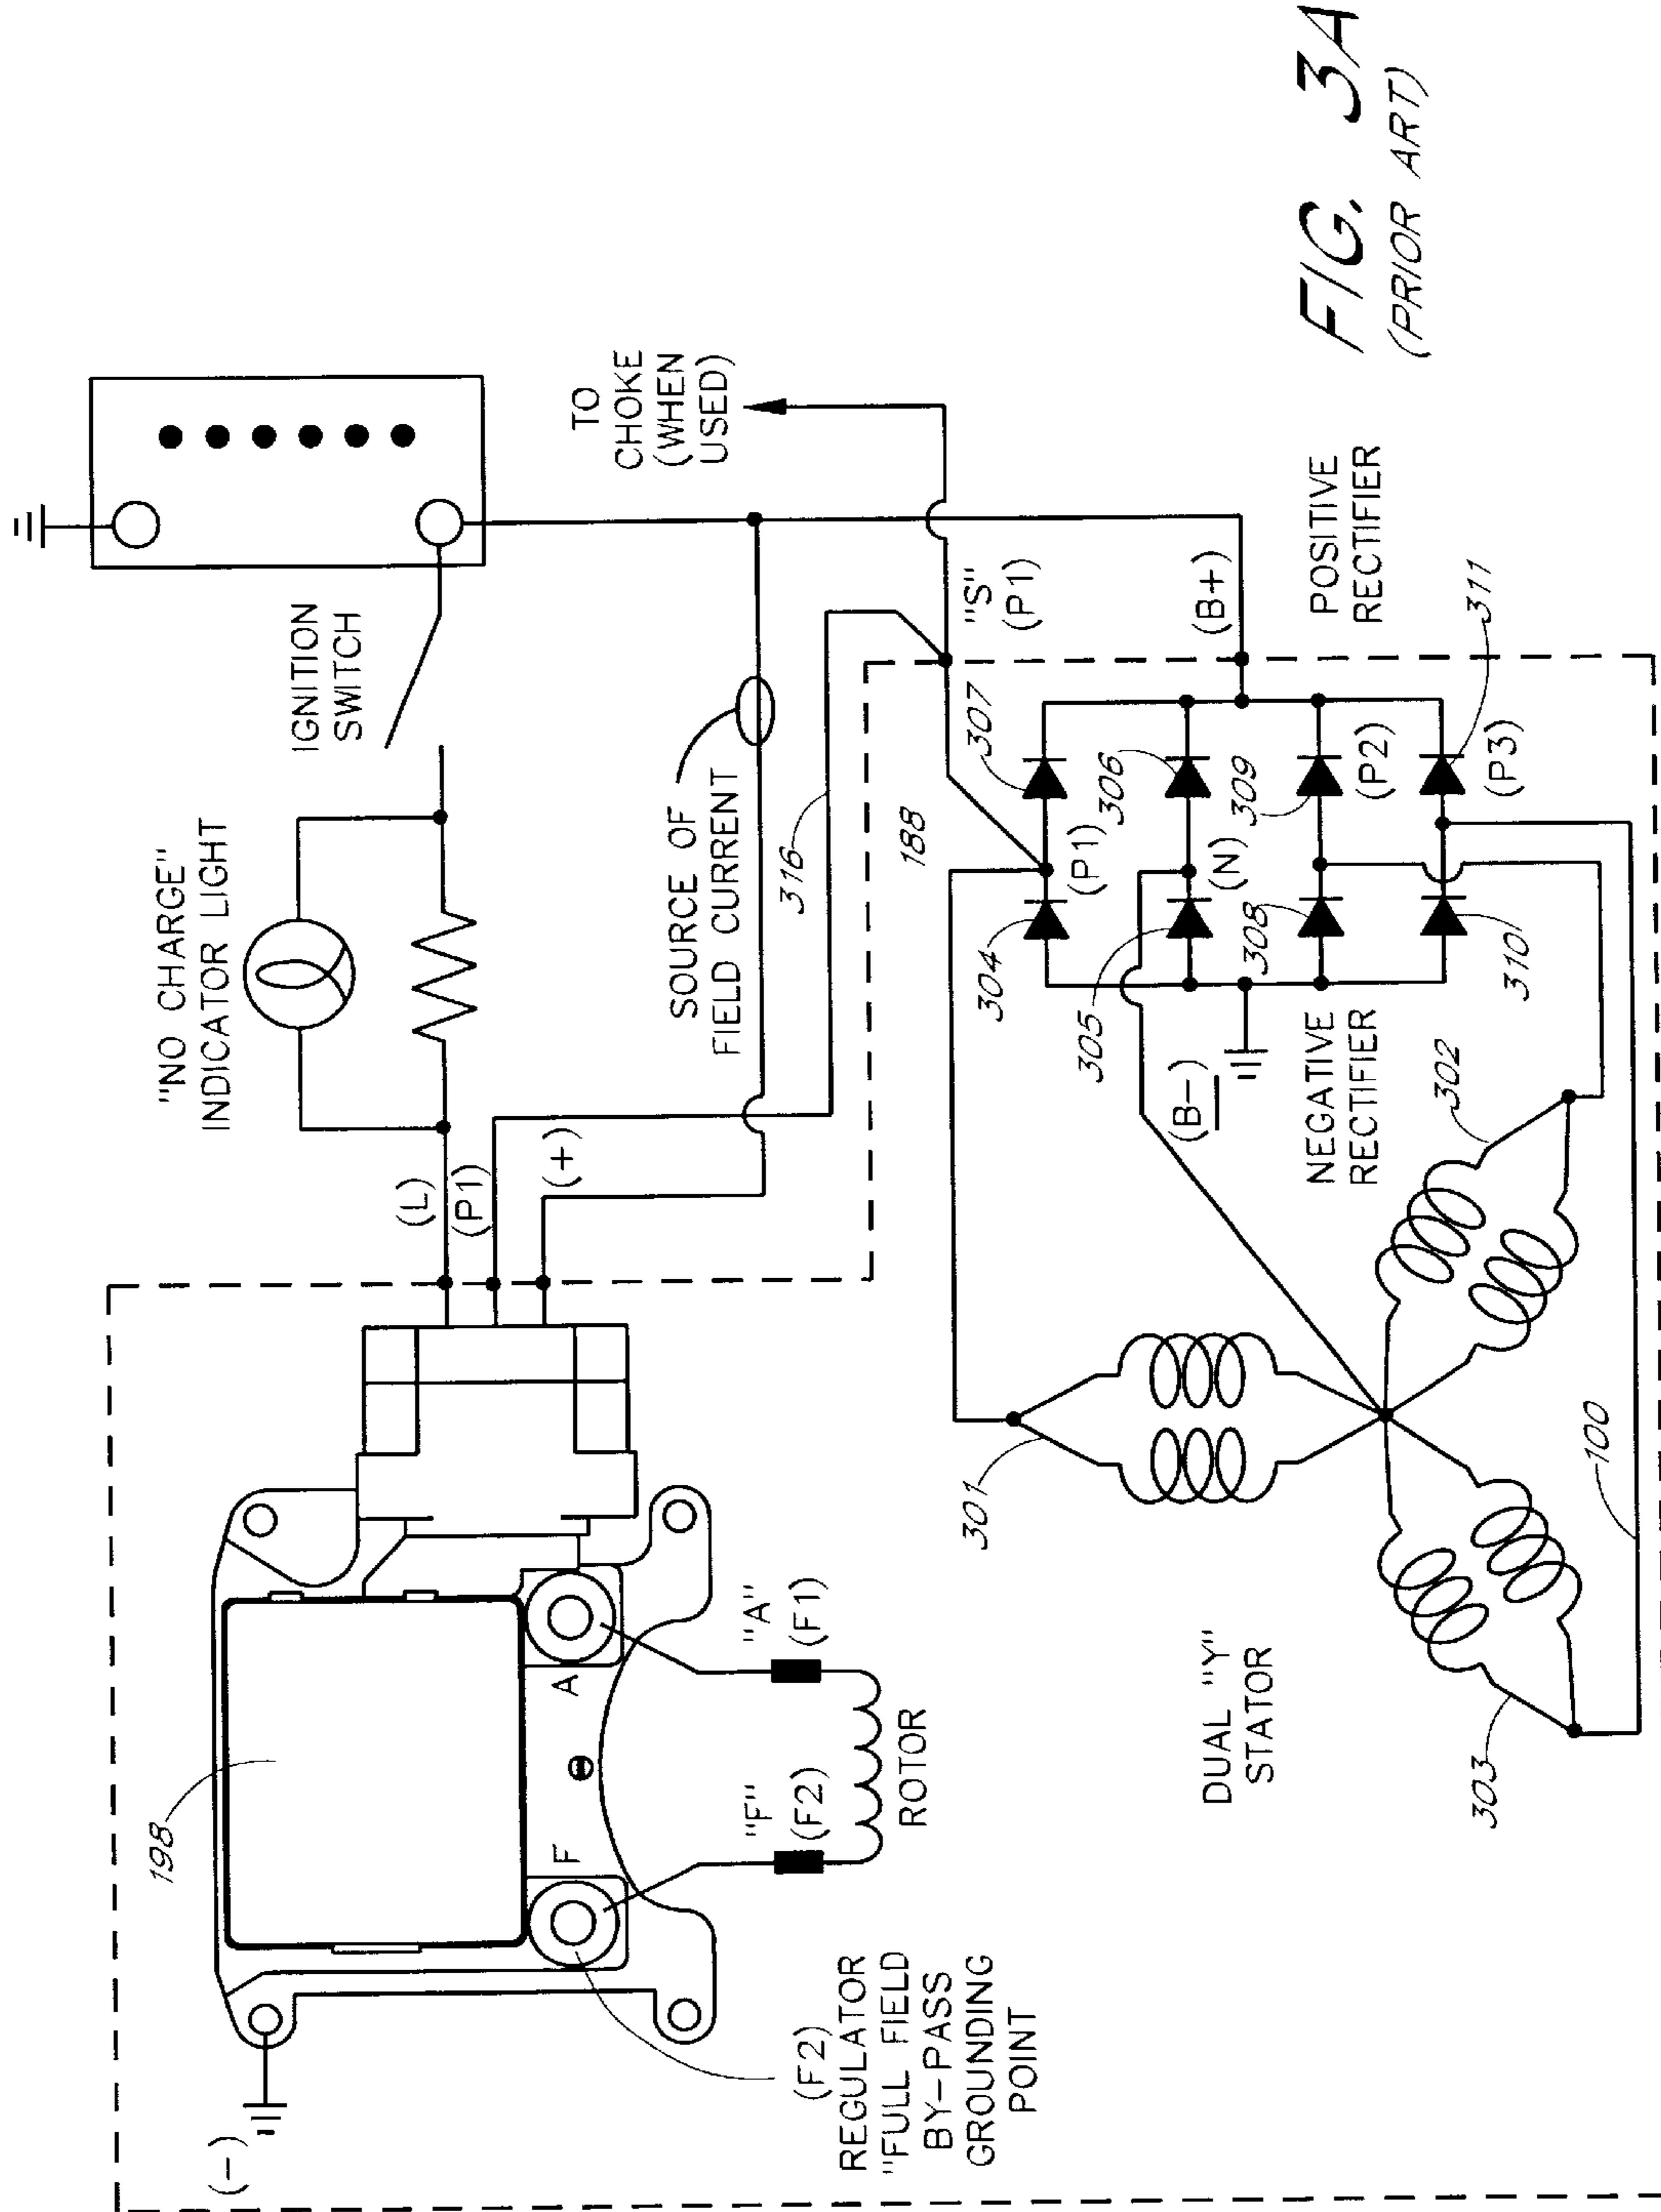 "NO CHARGE"
INDICATOR LIGHT
IGNITION
SWITCH
198
(L)
(P1)
(+)
(-)
SOURCE OF
FIELD CURRENT
TO
CHOKE
(WHEN
USED)
A
F
"A"
(F1)
"F"
(F2)
ROTOR
(F2)
REGULATOR
"FULL FIELD
BY-PASS
GROUNDING
POINT
316
188
"S"
(P1)
(B+)
304
307
(P1)
305
306
(N)
(B-)
308
309
(P2)
310
311
(P3)
NEGATIVE
RECTIFIER
POSITIVE
RECTIFIER
301
302
303
100
DUAL "Y"
STATOR
FIG. 3A
(PRIOR ART)